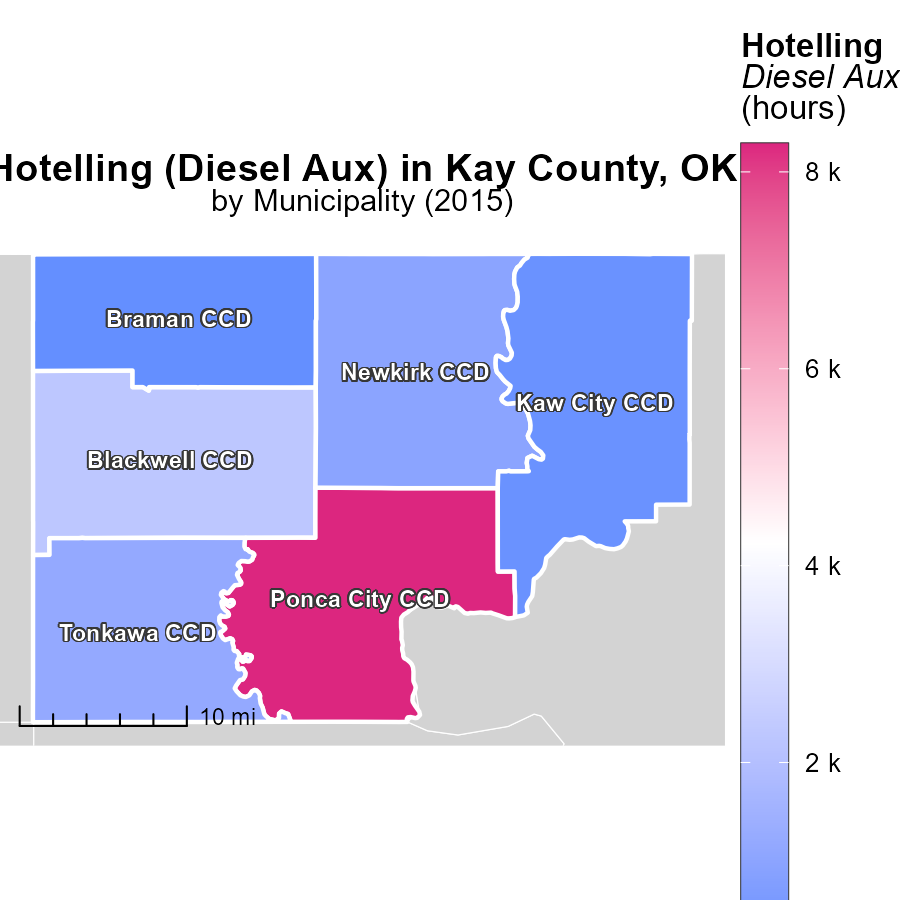 Hotelling
Diesel Aux
(hours)
Hotelling (Diesel Aux) in Kay County, OK
by Municipality (2015)
8 k
6 k
4 k
2 k
Braman CCD
Newkirk CCD
Kaw City CCD
Blackwell CCD
Ponca City CCD
Tonkawa CCD
10 mi